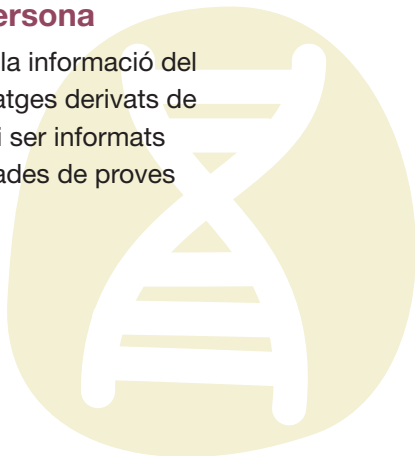 ersona
la informació del
atges derivats de
i ser informats
ades de proves